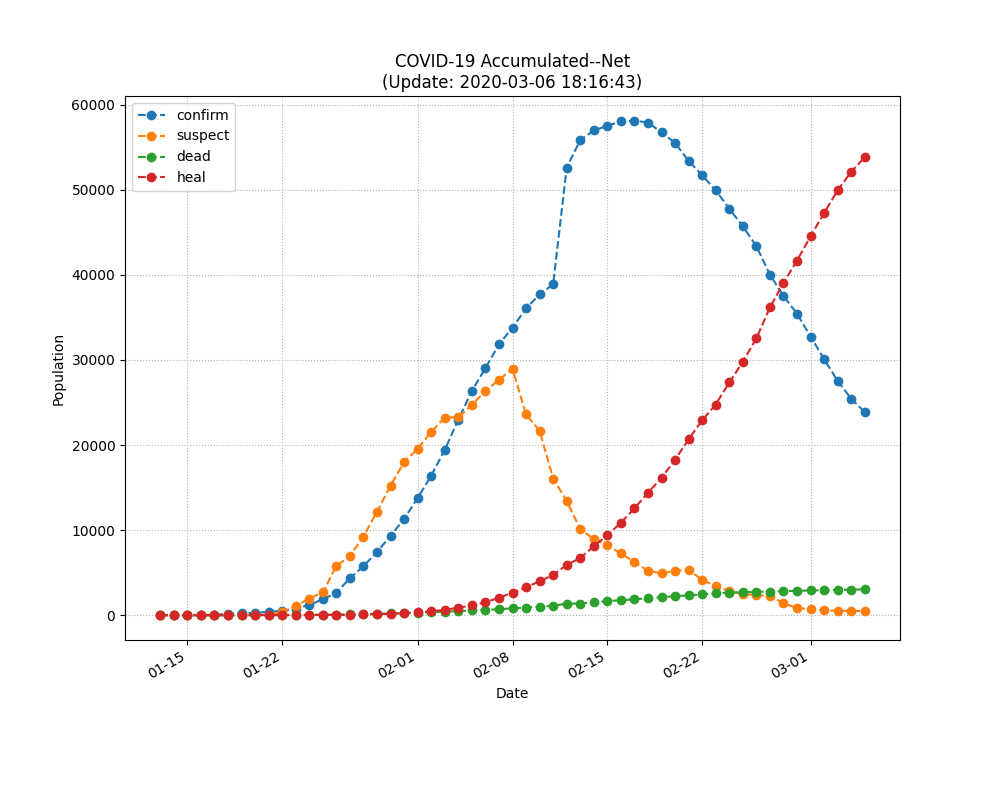 COVID-19 Accumulated--Net
(Update: 2020-03-06 18:16:43)
confirm
suspect
dead
heal
60000
50000
40000
30000
20000
10000
0
Population
01-15
01-22
02-01
02-08
02-15
02-22
03-01
Date